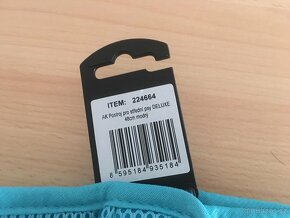 ITEM: 224664
AK Postroj pro střední psy DELUXE
48cm modrý
8 595184 935184